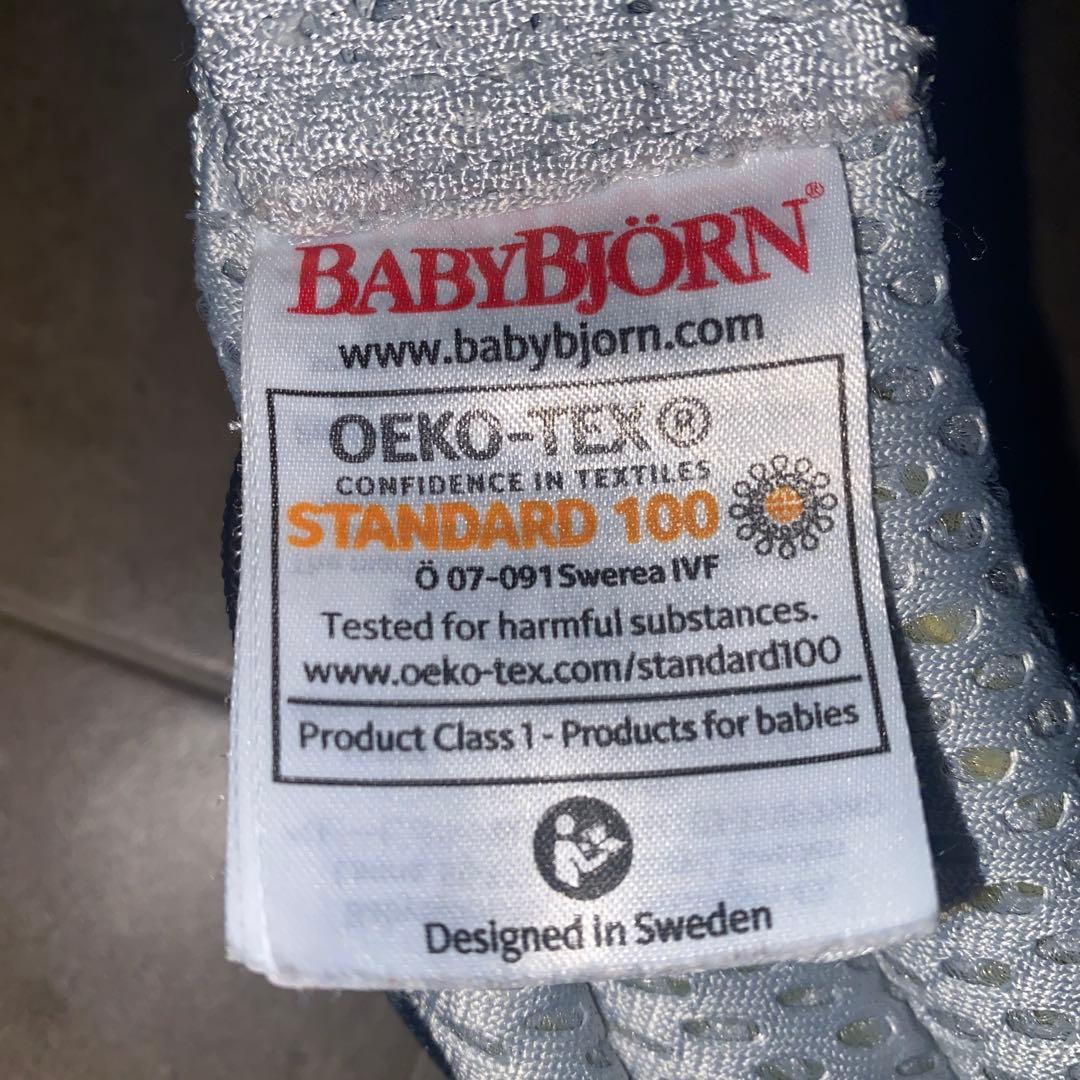 BABYBJÖRN®
www.babybjorn.com
OEKO-TEX®
CONFIDENCE IN TEXTILES
STANDARD 100
Ö 07-091 Swerea IVF
Tested for harmful substances.
www.oeko-tex.com/standard100
Product Class 1 - Products for babies
Designed in Sweden